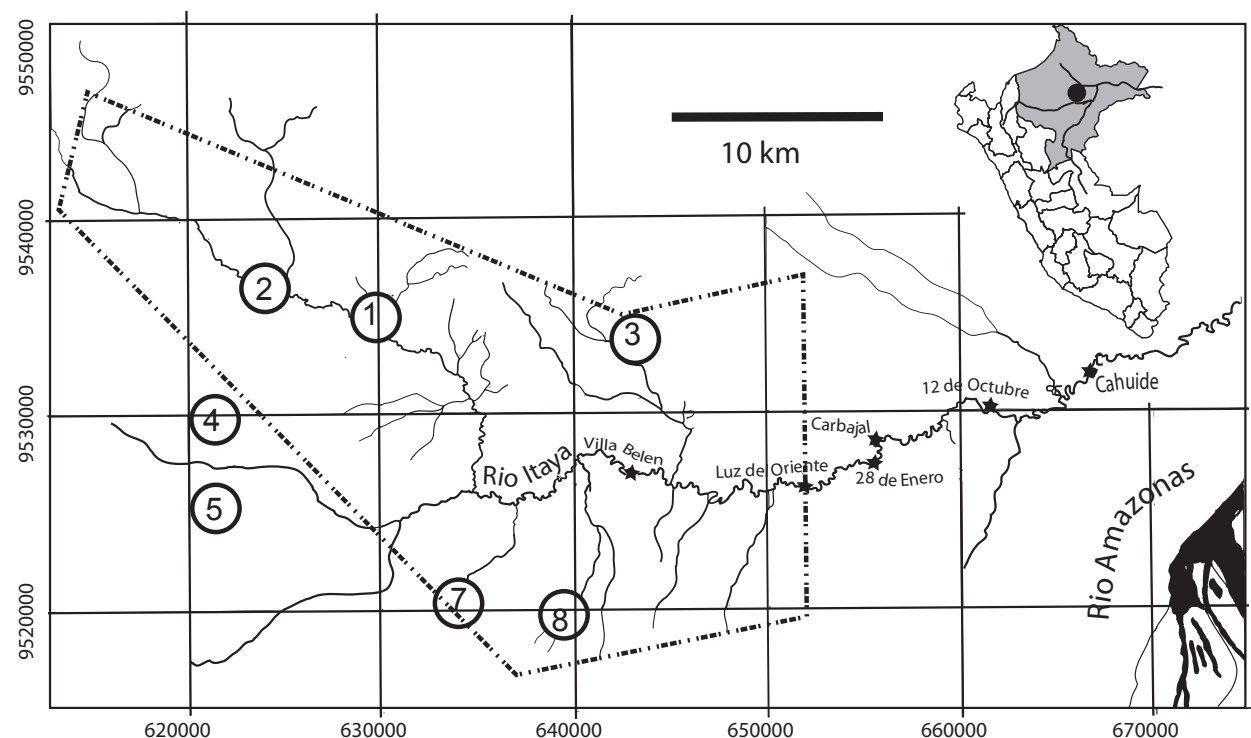 9550000
9540000
9530000
9520000
10 km
2
1
3
4
5
7
8
Cahuide
12 de Octubre
Carbajal
Villa Belen
Rio Itaya
Luz de Oriente
28 de Enero
Rio Amazonas
620000
630000
640000
650000
660000
670000